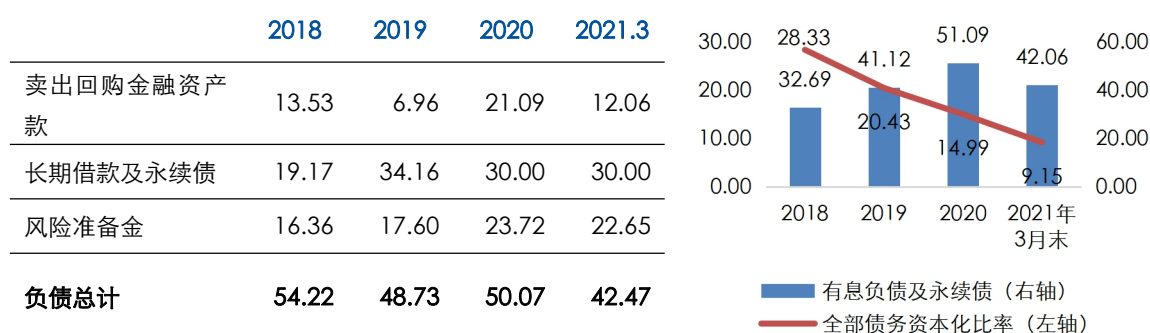 2018 2019 2020 2021.3
卖出回购金融资产
款
13.53 6.96 21.09 12.06
长期借款及永续债 19.17 34.16 30.00 30.00
风险准备金 16.36 17.60 23.72 22.65
负债总计 54.22 48.73 50.07 42.47
30.00
20.00
10.00
0.00
28.33
32.69
41.12
20.43
51.09
14.99
42.06
9.15
60.00
40.00
20.00
0.00
2018 2019 2020 2021年
3月末
有息负债及永续债（右轴）
全部债务资本化比率（左轴）